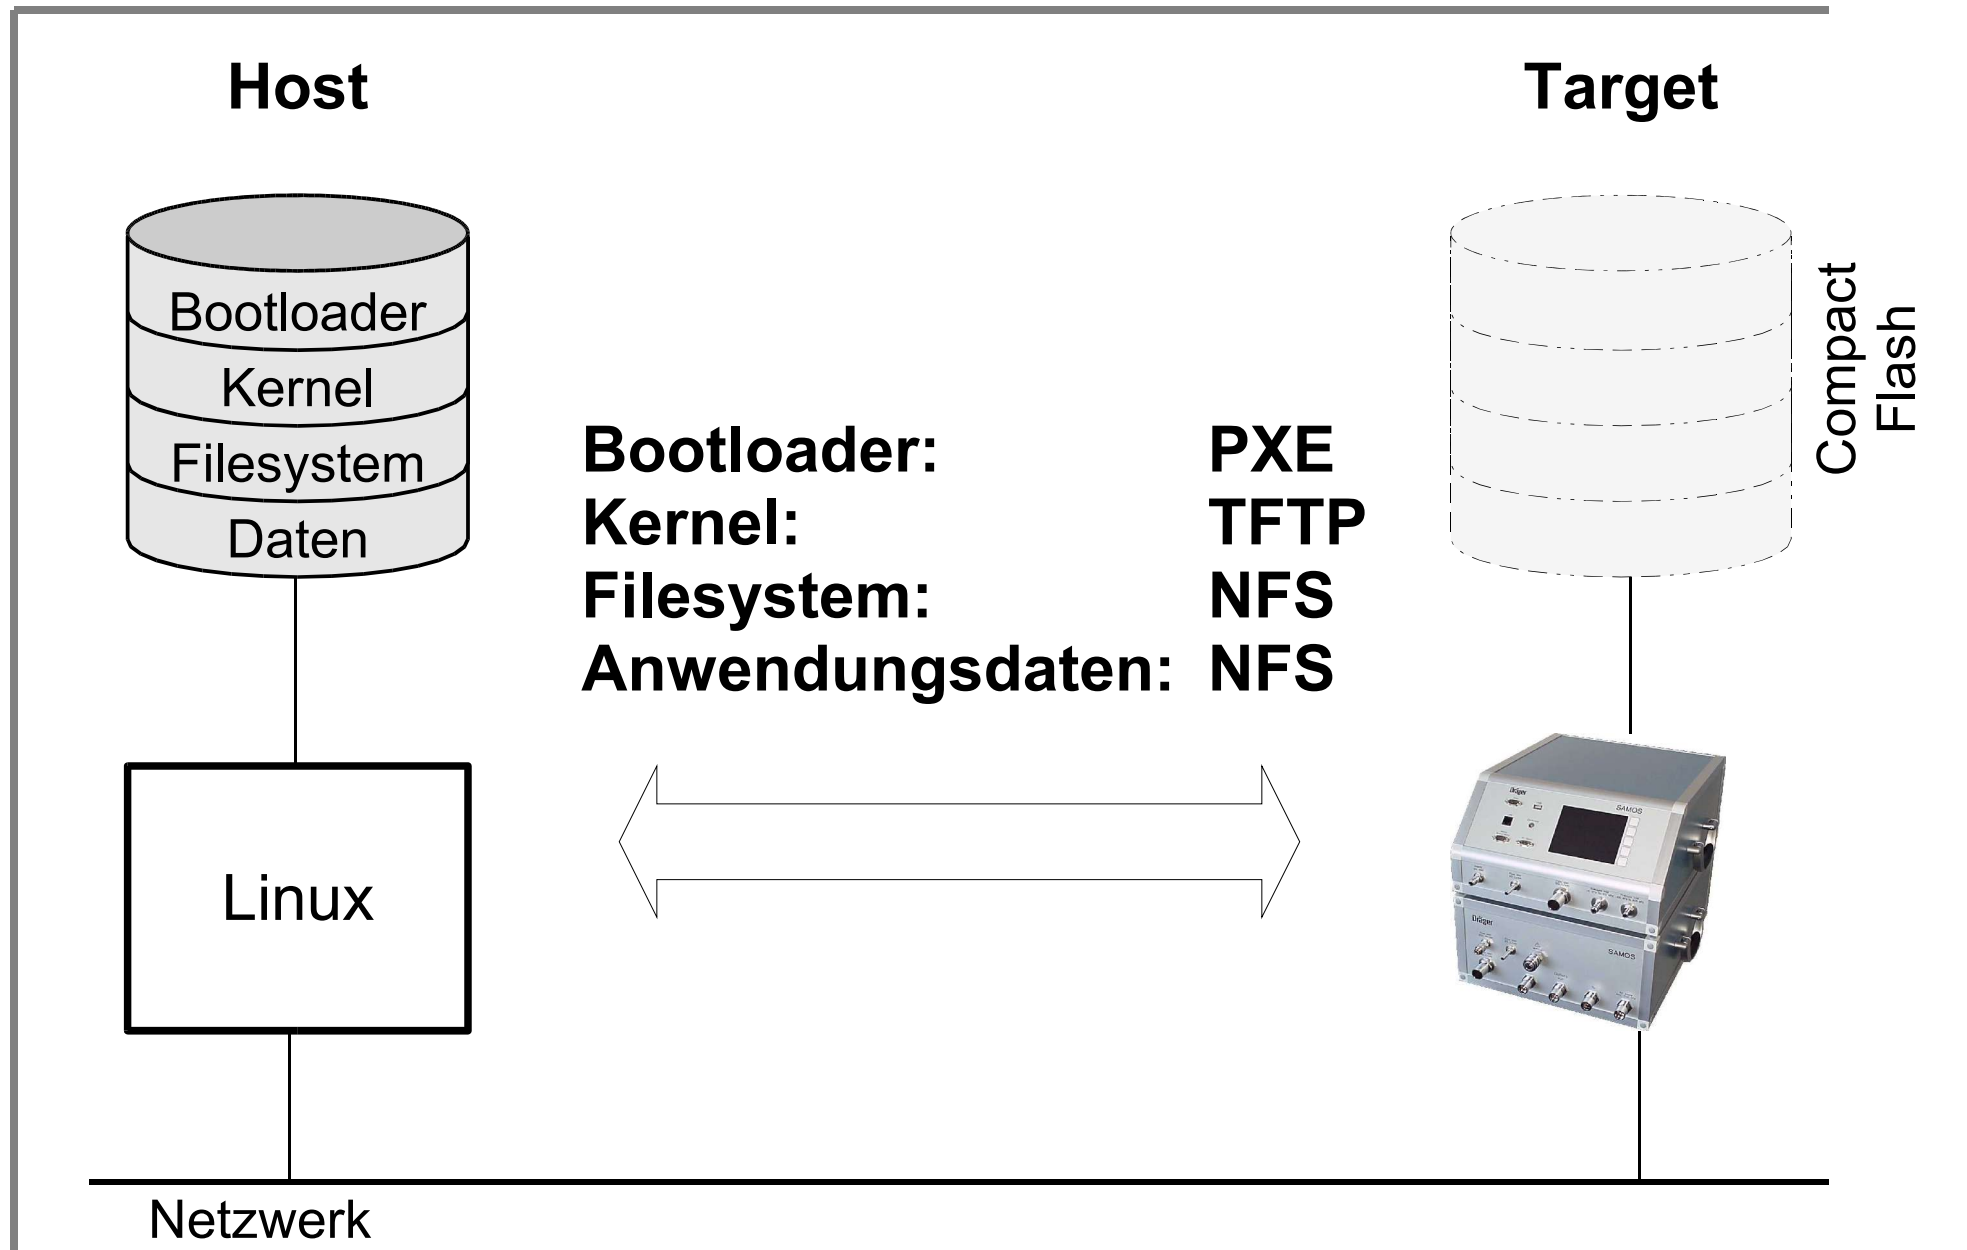 Host
Target
Bootloader
Kernel
Filesystem
Daten
Compact
Flash
Bootloader: PXE
Kernel: TFTP
Filesystem: NFS
Anwendungsdaten: NFS
Linux
Dräger
SAMOS
Dräger
SAMOS
Netzwerk